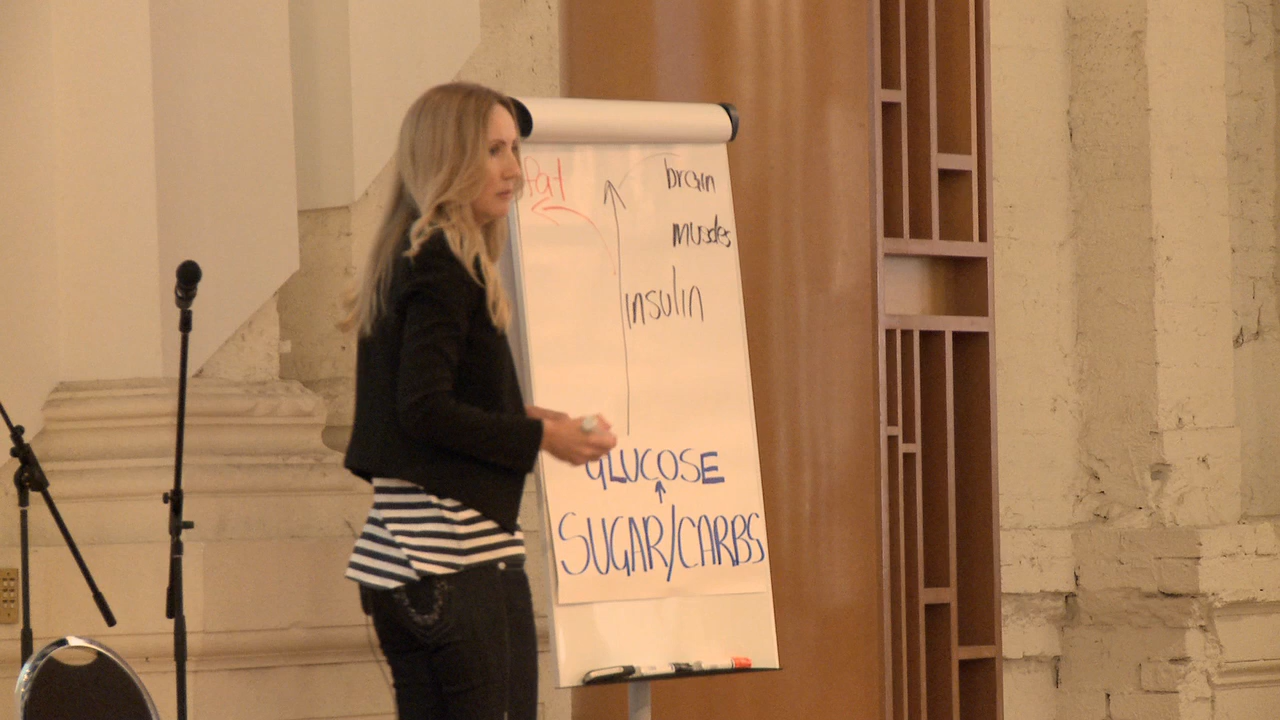 fat
brain
muscles
insulin
GLUCOSE
SUGAR/CARBS